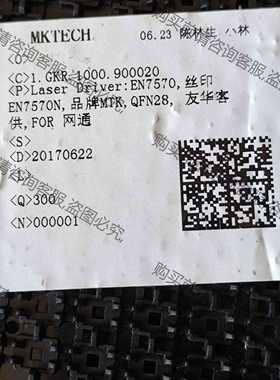 MKTECH 06.23 陈林生 小林
<O>
<C>1.GKR.1000.900020
<P>Laser Driver:EN7570,丝印
EN7570N,品牌MTK,QFN28, 友华客
供,FOR 网通
<S>
<D>20170622
<L>
<Q>300
<N>000001